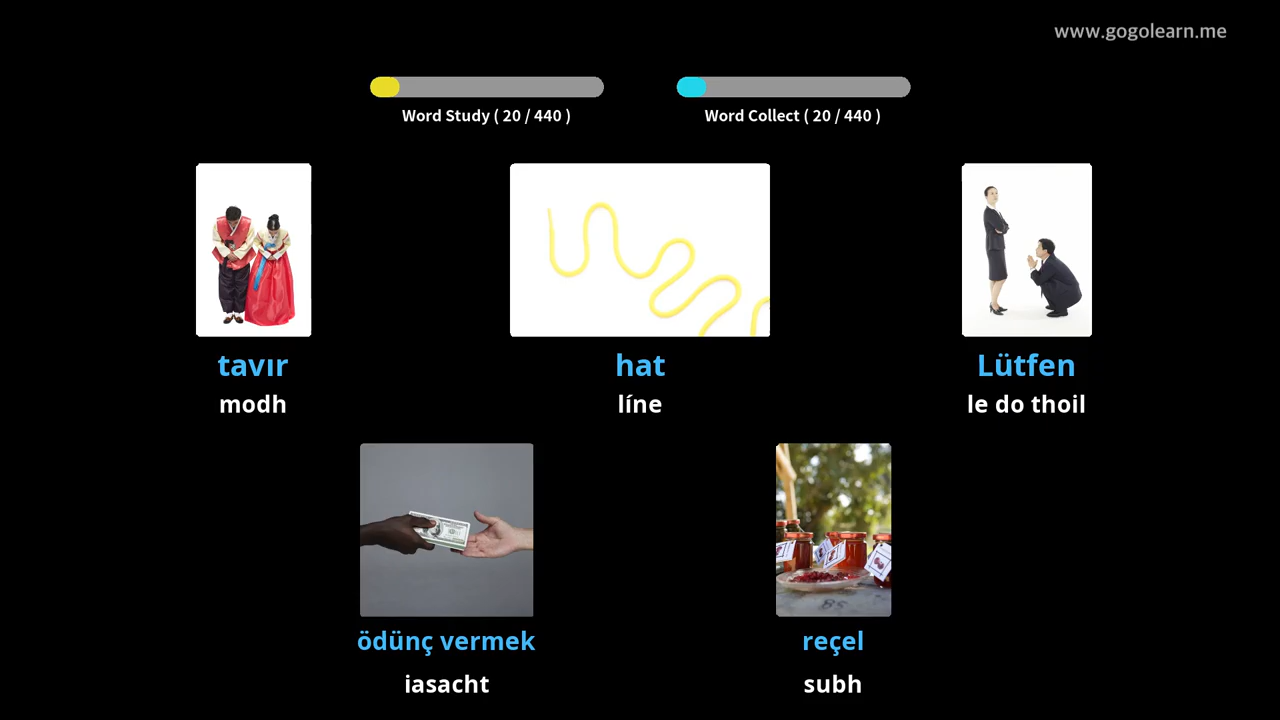 www.gogolearn.me
Word Study ( 20 / 440 )
Word Collect ( 20 / 440 )
tavır
hat
Lütfen
modh
líne
le do thoil
ödünç vermek
reçel
iasacht
subh